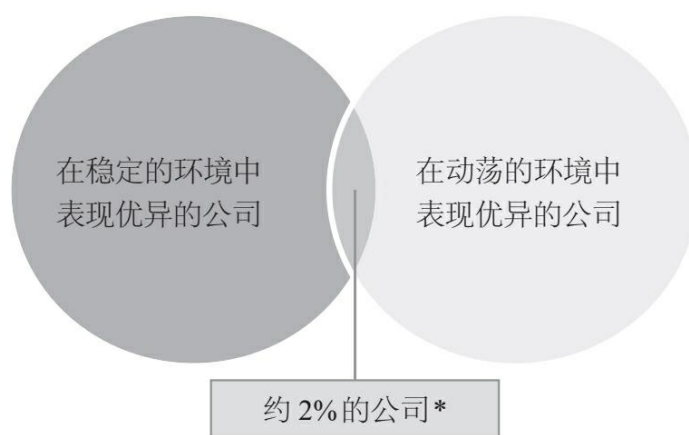 在稳定的环境中
表现优异的公司
在动荡的环境中
表现优异的公司
约 2% 的公司*